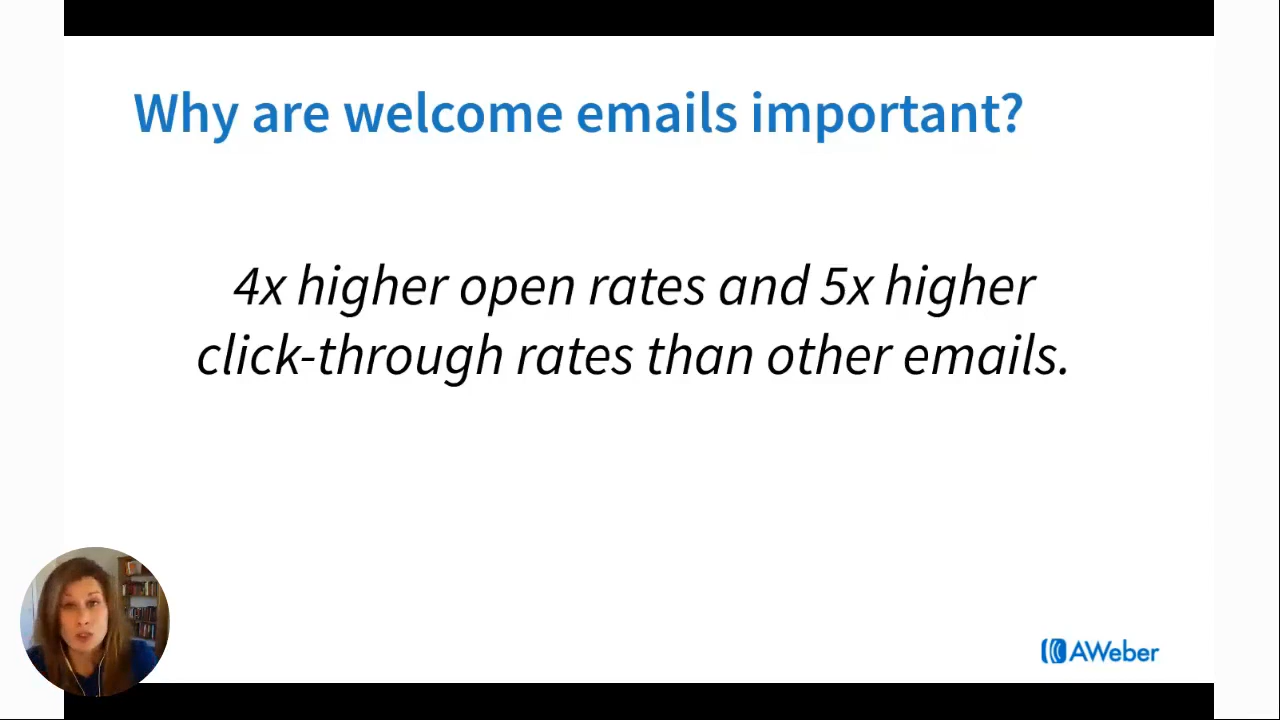 Why are welcome emails important?
4x higher open rates and 5x higher
click-through rates than other emails.
AWeber